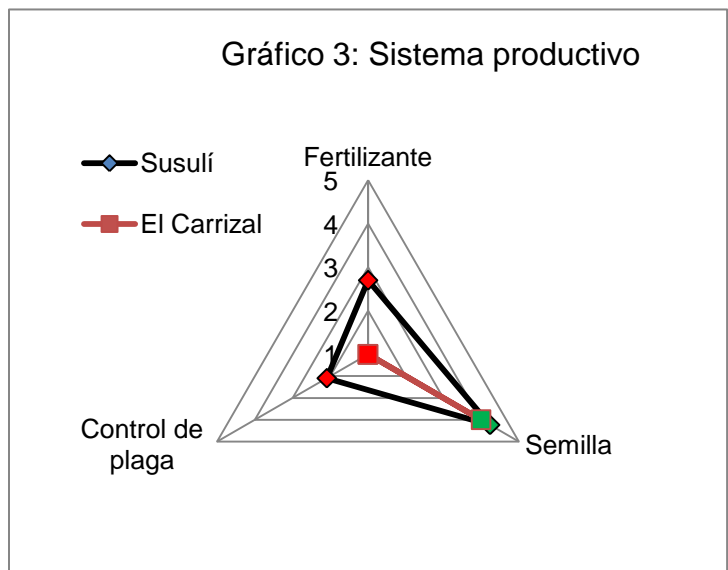 Gráfico 3: Sistema productivo
Susulí
El Carrizal
Fertilizante
5
4
3
2
1
Control de
plaga
Semilla